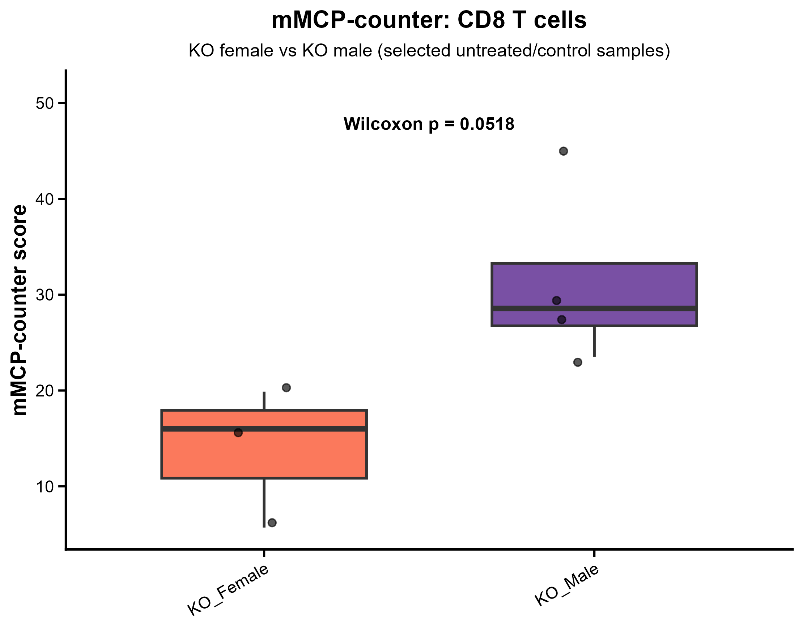 mMCP-counter: CD8 T cells
KO female vs KO male (selected untreated/control samples)
Wilcoxon p = 0.0518
mMCP-counter score
50
40
30
20
10
KO_Female
KO_Male